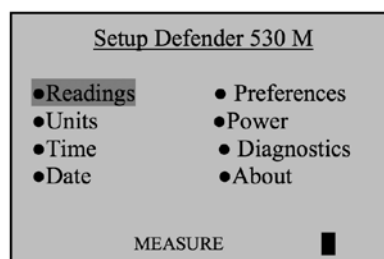 Setup Defender 530 M
●Readings ● Preferences
●Units ●Power
●Time ● Diagnostics
●Date ●About
MEASURE